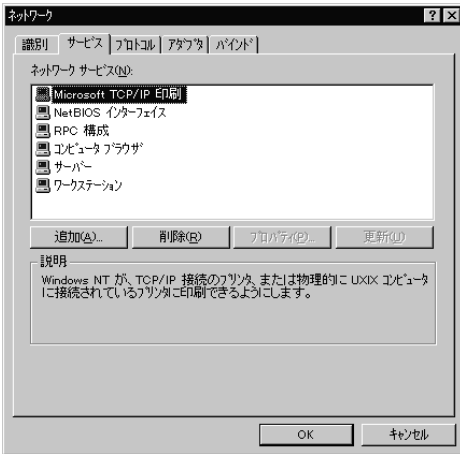 ネットワーク
識別 サービス プロトコル アダプタ バインド
ネットワーク サービス(N):
Microsoft TCP/IP 印刷
NetBIOS インターフェイス
RPC 構成
コンピュータ ブラウザ
サーバー
ワークステーション
追加(A)... 削除(R) プロパティ(P)... 更新(U)
説明
Windows NT が、TCP/IP 接続のプリンタ、または物理的に UXIX コンピュータ
に接続されているプリンタに印刷できるようにします。
OK キャンセル